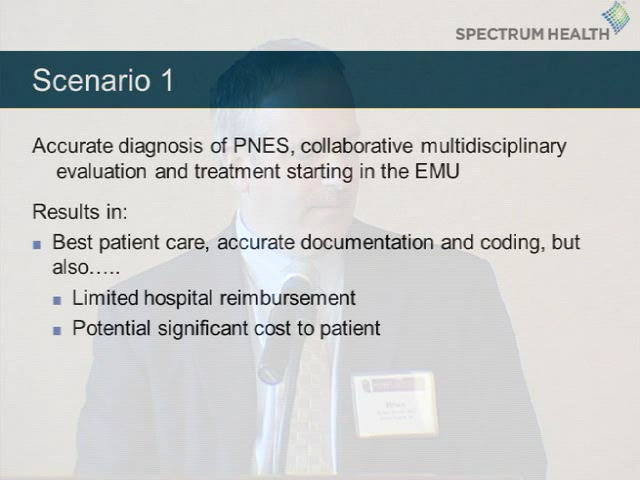 SPECTRUM HEALTH
Scenario 1
Accurate diagnosis of PNES, collaborative multidisciplinary
evaluation and treatment starting in the EMU
Results in:
Best patient care, accurate documentation and coding, but
also…..
Limited hospital reimbursement
Potential significant cost to patient